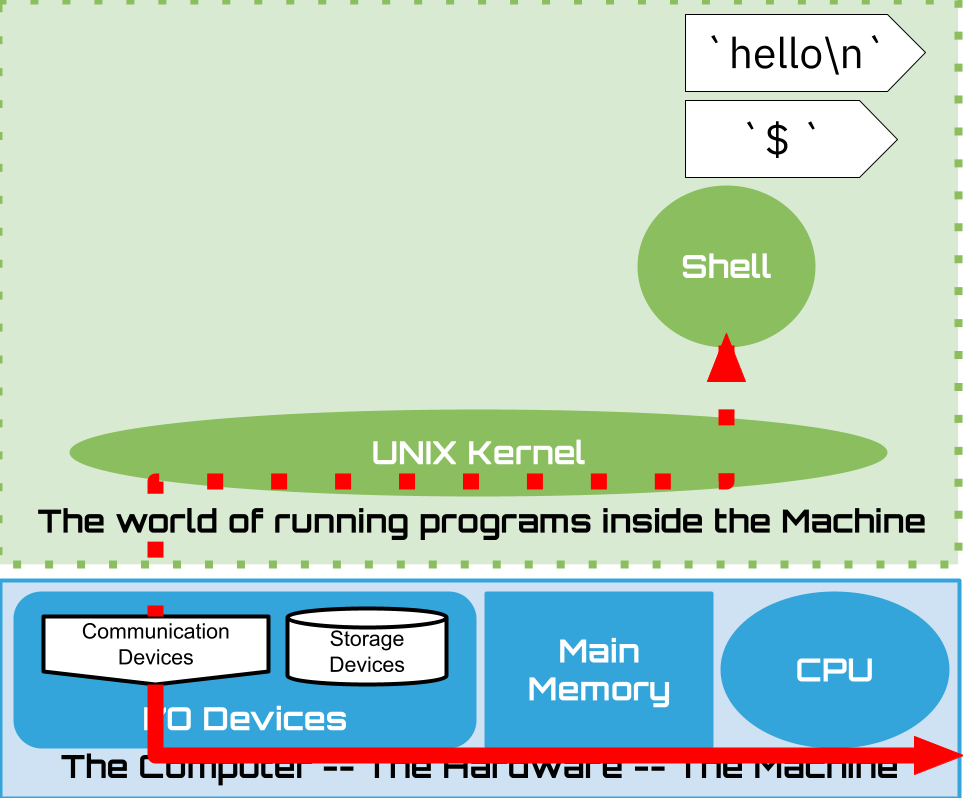 `hello\n`
`$ `
Shell
UNIX Kernel
The world of running programs inside the Machine
Communication
Devices
Storage
Devices
I/O Devices
Main
Memory
CPU
The Computer -- The Hardware -- The Machine